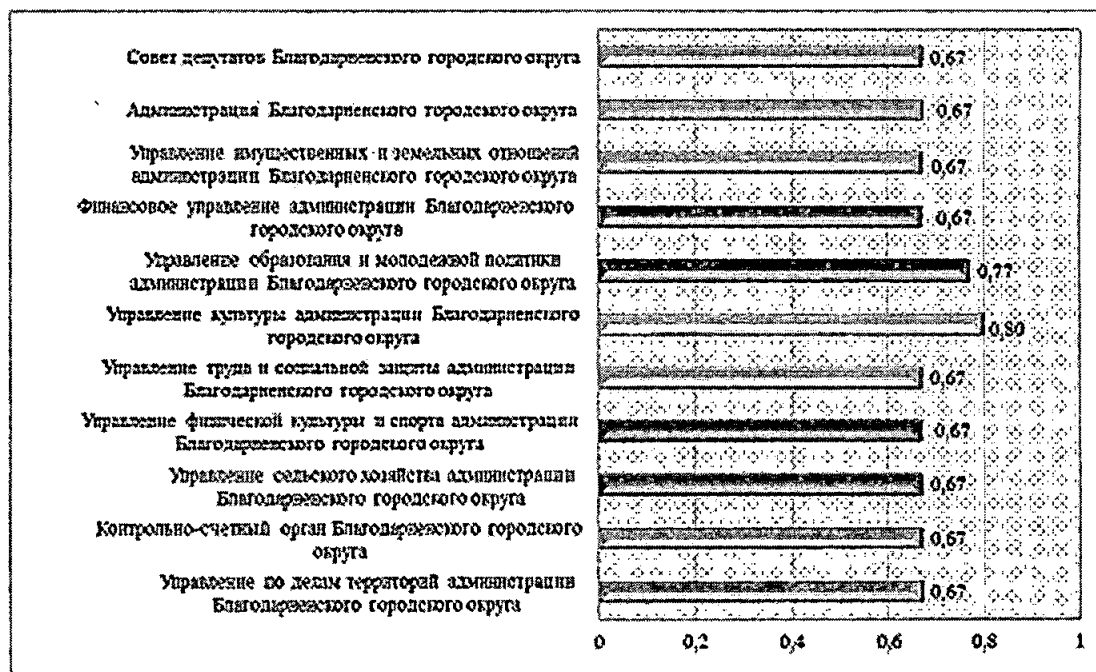 Совет депутатов Благодарненского городского округа 0,67
Администрация Благодарненского городского округа 0,67
Управление имущественных и земельных отношений
администрации Благодарненского городского округа 0,67
Финансовое управление администрации Благодарненского
городского округа 0,67
Управление образования и молодежной политики
администрации Благодарненского городского округа 0,77
Управление культуры администрации Благодарненского
городского округа 0,80
Управление труда и социальной защиты администрации
Благодарненского городского округа 0,67
Управление физической культуры и спорта администрации
Благодарненского городского округа 0,67
Управление сельского хозяйства администрации
Благодарненского городского округа 0,67
Контрольно-счетный орган Благодарненского городского
округа 0,67
Управление по делам территорий администрации
Благодарненского городского округа 0,67
0 0,2 0,4 0,6 0,8 1